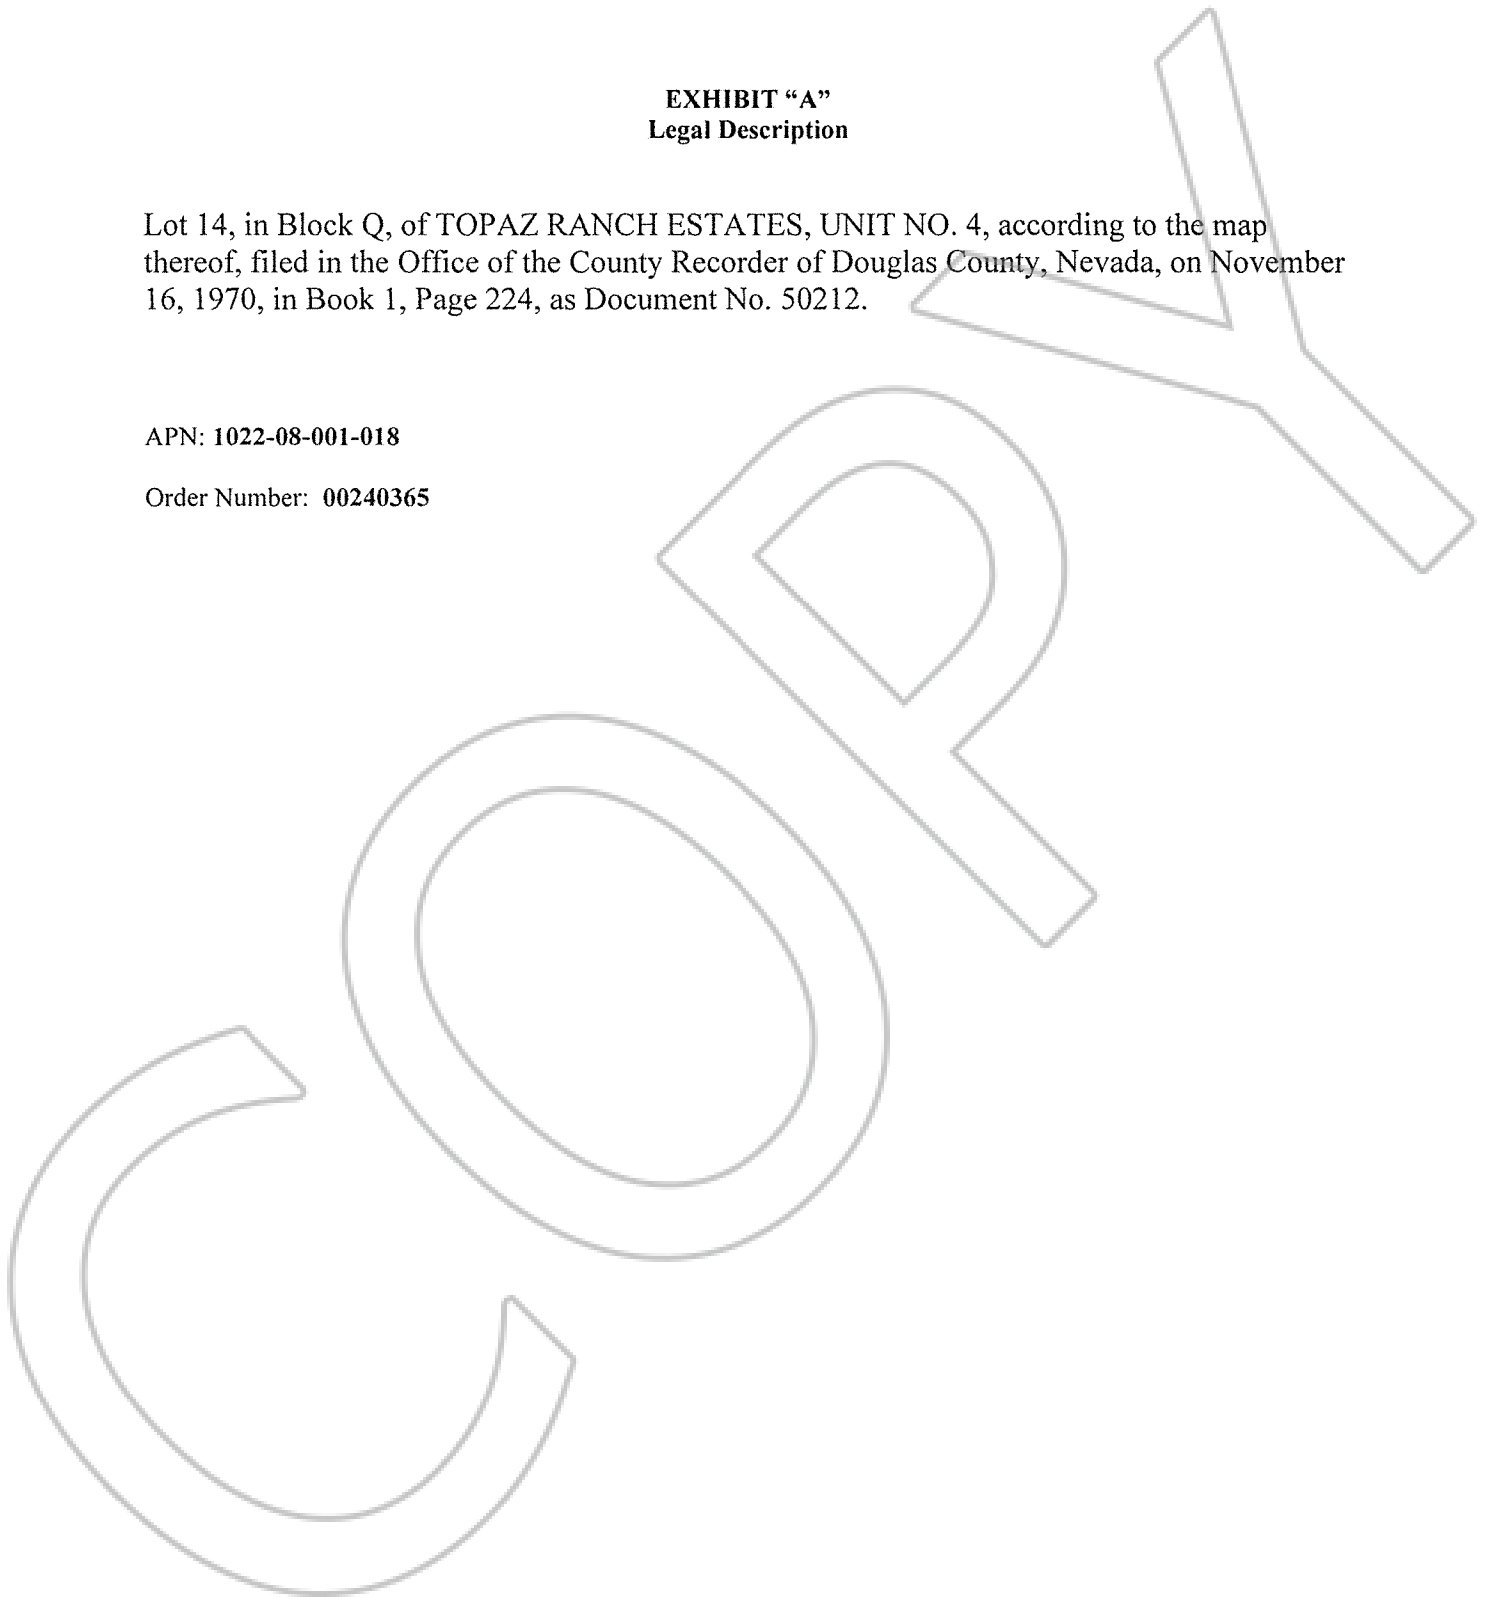 EXHIBIT “A”
Legal Description
Lot 14, in Block Q, of TOPAZ RANCH ESTATES, UNIT NO. 4, according to the map
thereof, filed in the Office of the County Recorder of Douglas County, Nevada, on November
16, 1970, in Book 1, Page 224, as Document No. 50212.
APN: 1022-08-001-018
Order Number: 00240365
COPY